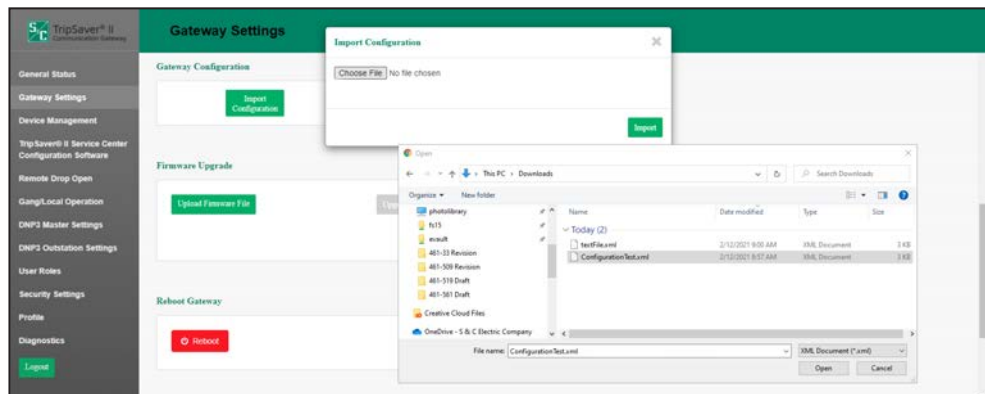 TripSaver® II
Communication Gateway
Gateway Settings
General Status
Gateway Settings
Device Management
TripSaver® II Service Center
Configuration Software
Remote Drop Open
Gang/Local Operation
DNP3 Master Settings
DNP3 Outstation Settings
User Roles
Security Settings
Profile
Diagnostics
Logout
Gateway Configuration
Import
Configuration
Firmware Upgrade
Upload Firmware File
Reboot Gateway
Reboot
Import Configuration
Choose File No file chosen
Import
Open
This PC > Downloads
Search Downloads
Organize New folder
Name Date modified Type Size
photolibrary
fs15
evault
461-33 Revision
461-509 Revision
461-519 Draft
461-561 Draft
Creative Cloud Files
OneDrive - S & C Electric Company
Today (2)
testFile.xml 2/12/2021 9:00 AM XML Document 3 KB
ConfigurationTest.xml 2/12/2021 8:57 AM XML Document 3 KB
File name: ConfigurationTest.xml XML Document (*.xml)
Open Cancel